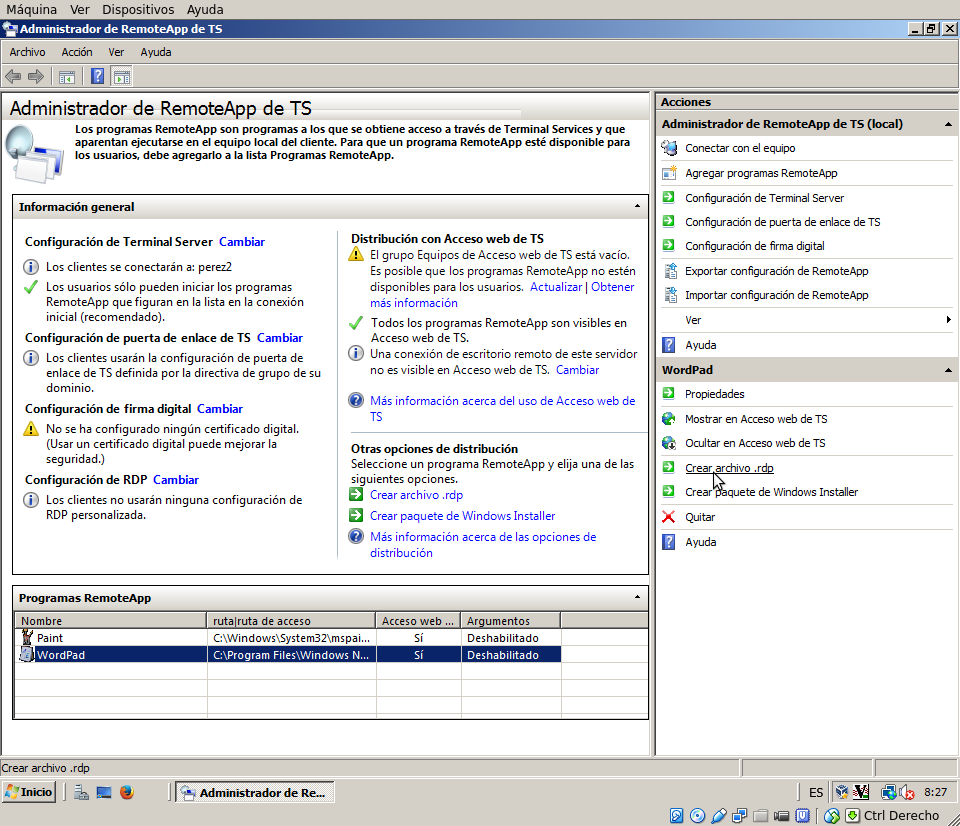 Máquina Ver Dispositivos Ayuda
Administrador de RemoteApp de TS
Archivo Acción Ver Ayuda
Administrador de RemoteApp de TS
Los programas RemoteApp son programas a los que se obtiene acceso a través de Terminal Services y que
aparentan ejecutarse en el equipo local del cliente. Para que un programa RemoteApp esté disponible para
los usuarios, debe agregarlo a la lista Programas RemoteApp.
Información general
Configuración de Terminal Server Cambiar
Los clientes se conectarán a: perez2
Los usuarios sólo pueden iniciar los programas
RemoteApp que figuran en la lista en la conexión
inicial (recomendado).
Configuración de puerta de enlace de TS Cambiar
Los clientes usarán la configuración de puerta de
enlace de TS definida por la directiva de grupo de su
dominio.
Configuración de firma digital Cambiar
No se ha configurado ningún certificado digital.
(Usar un certificado digital puede mejorar la
seguridad.)
Configuración de RDP Cambiar
Los clientes no usarán ninguna configuración de
RDP personalizada.
Distribución con Acceso web de TS
El grupo Equipos de Acceso web de TS está vacío.
Es posible que los programas RemoteApp no estén
disponibles para los usuarios. Actualizar | Obtener
más información
Todos los programas RemoteApp son visibles en
Acceso web de TS.
Una conexión de escritorio remoto de este servidor
no es visible en Acceso web de TS. Cambiar
Más información acerca del uso de Acceso web de
TS
Otras opciones de distribución
Seleccione un programa RemoteApp y elija una de las
siguientes opciones.
Crear archivo .rdp
Crear paquete de Windows Installer
Más información acerca de las opciones de
distribución
Programas RemoteApp
Nombre ruta|ruta de acceso Acceso web ... Argumentos
Paint C:\Windows\System32\mspai... Sí Deshabilitado
WordPad C:\Program Files\Windows N... Sí Deshabilitado
Acciones
Administrador de RemoteApp de TS (local)
Conectar con el equipo
Agregar programas RemoteApp
Configuración de Terminal Server
Configuración de puerta de enlace de TS
Configuración de firma digital
Exportar configuración de RemoteApp
Importar configuración de RemoteApp
Ver
Ayuda
WordPad
Propiedades
Mostrar en Acceso web de TS
Ocultar en Acceso web de TS
Crear archivo .rdp
Crear paquete de Windows Installer
Quitar
Ayuda
Crear archivo .rdp
Inicio Administrador de Re... ES 8:27
Ctrl Derecho